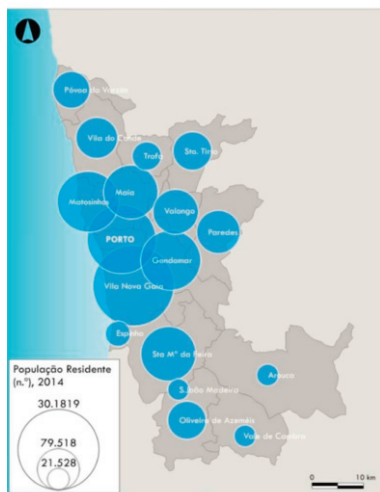 Póvoa do Varzim
Vila do Conde
Trofa
Sto. Tirso
Maia
Matosinhos
Valongo
PORTO
Paredes
Gondomar
Vila Nova Gaia
Espinho
Sta Mª da Feira
Arouca
S.João Madeira
Oliveira de Azeméis
Vale de Cambra
População Residente
(n.º), 2014
30.1819
79.518
21.528
0 10 km